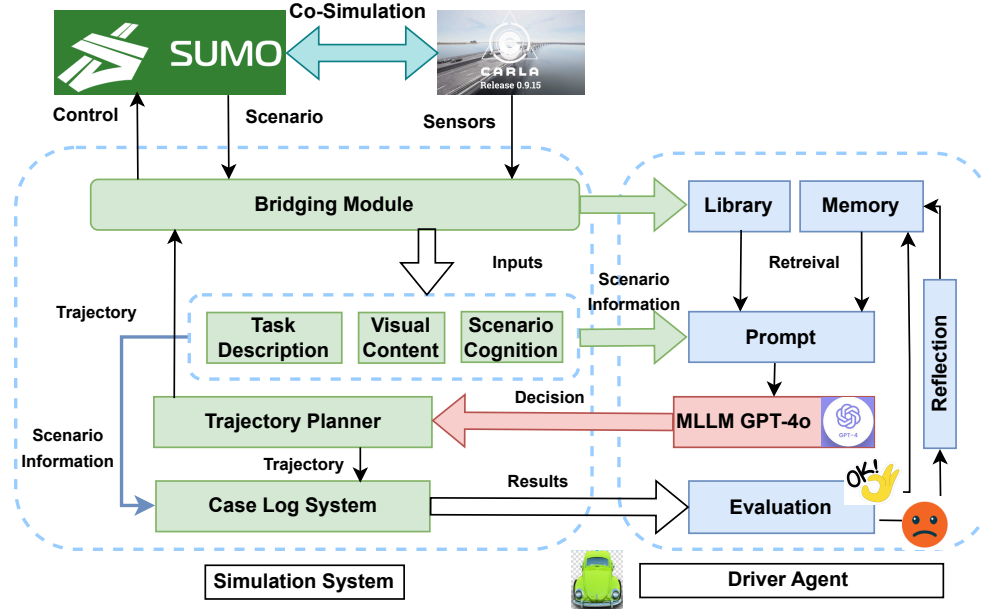 Co-Simulation
SUMO
CARLA
Release 0.9.15
Control
Scenario
Sensors
Bridging Module
Library
Memory
Inputs
Retreival
Scenario
Information
Trajectory
Task
Description
Visual
Content
Scenario
Cognition
Prompt
Reflection
Decision
Trajectory Planner
MLLM GPT-4o
GPT-4
Scenario
Information
Trajectory
Results
OK!
Case Log System
Evaluation
Simulation System
Driver Agent